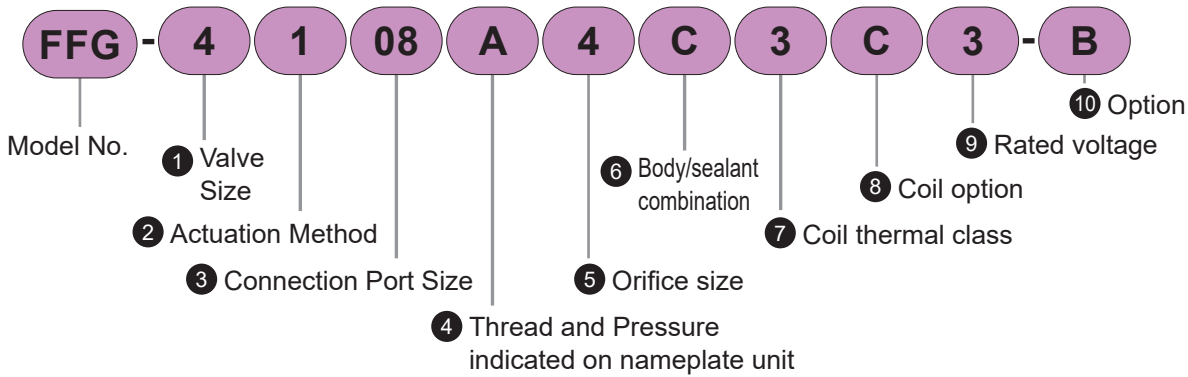 FFG - 4 1 08 A 4 C 3 C 3 - B
Model No.
1 Valve
Size
2 Actuation Method
3 Connection Port Size
4 Thread and Pressure
indicated on nameplate unit
5 Orifice size
6 Body/sealant
combination
7 Coil thermal class
8 Coil option
9 Rated voltage
10 Option